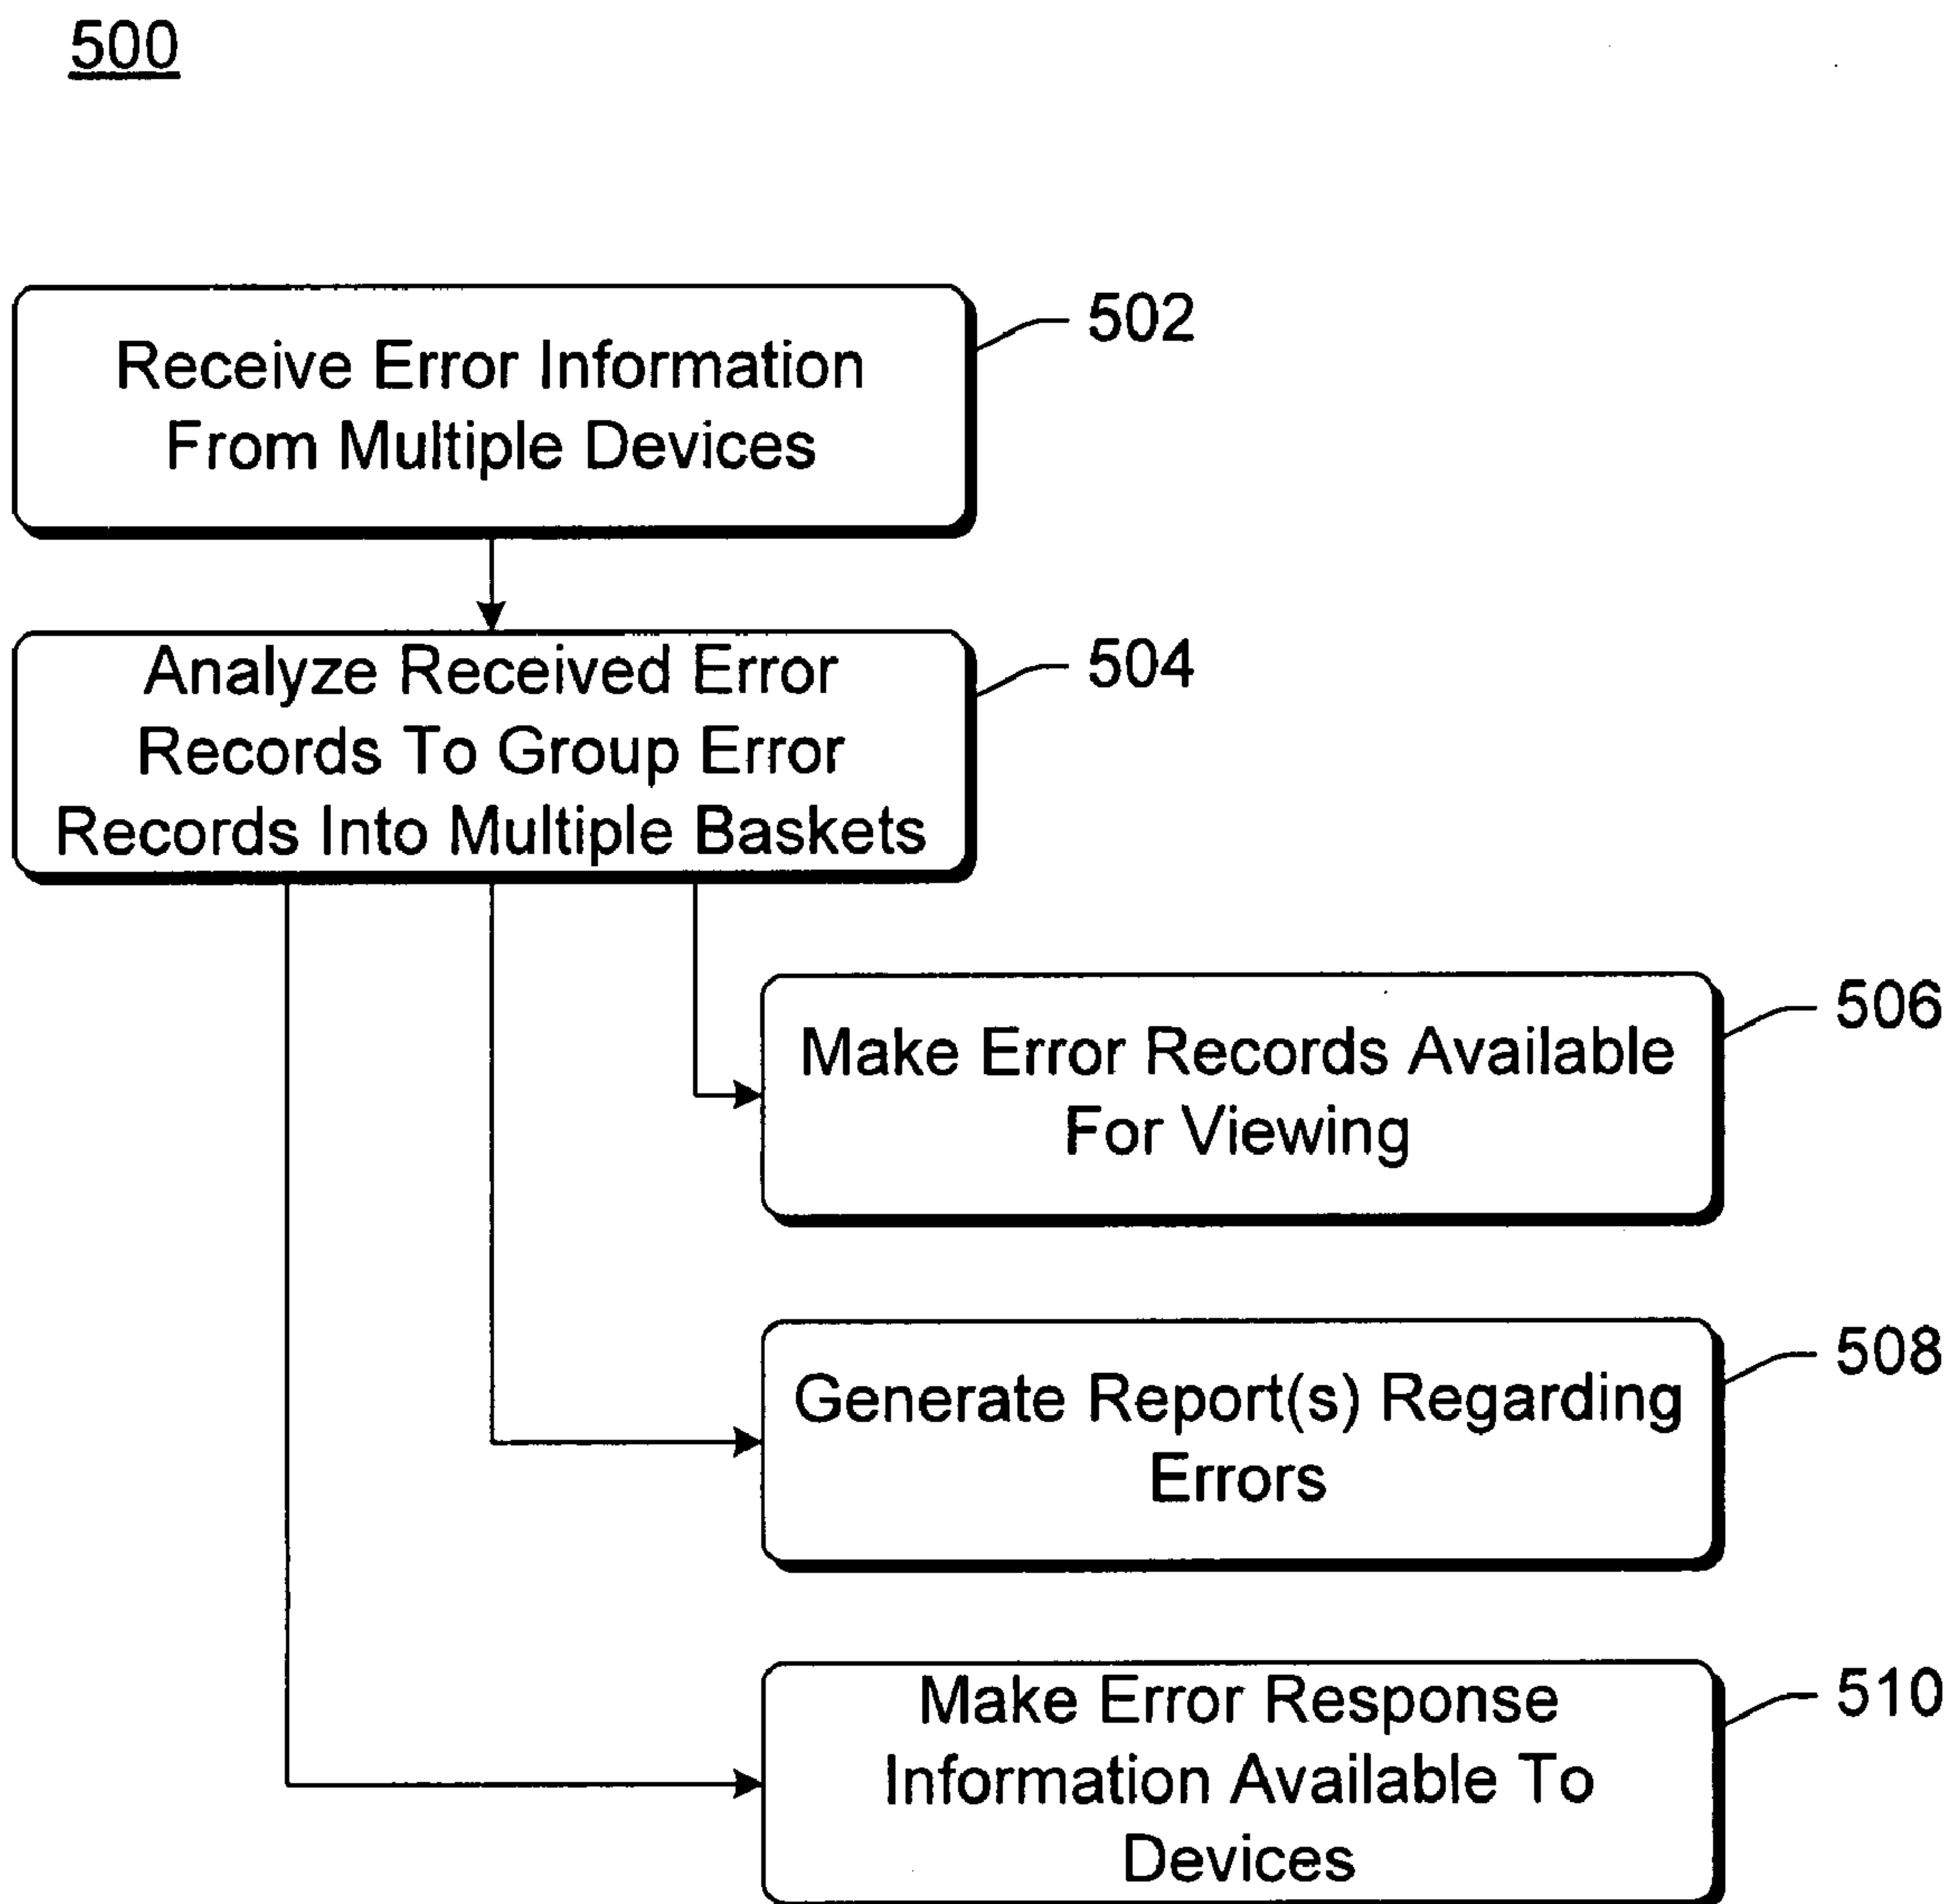 500
Receive Error Information
From Multiple Devices
502
Analyze Received Error
Records To Group Error
Records Into Multiple Baskets
504
Make Error Records Available
For Viewing
506
Generate Report(s) Regarding
Errors
508
Make Error Response
Information Available To
Devices
510